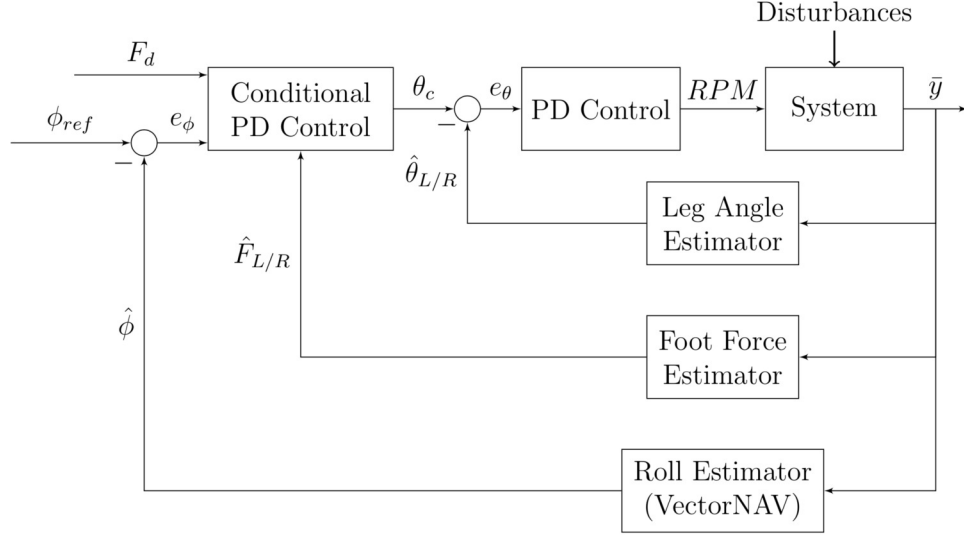 Disturbances
F_d
Conditional
PD Control
θ_c
e_θ
PD Control
RPM
System
ȳ
ϕ_ref
e_ϕ
−
−
θ̂_L/R
Leg Angle
Estimator
F̂_L/R
Foot Force
Estimator
ϕ̂
Roll Estimator
(VectorNAV)